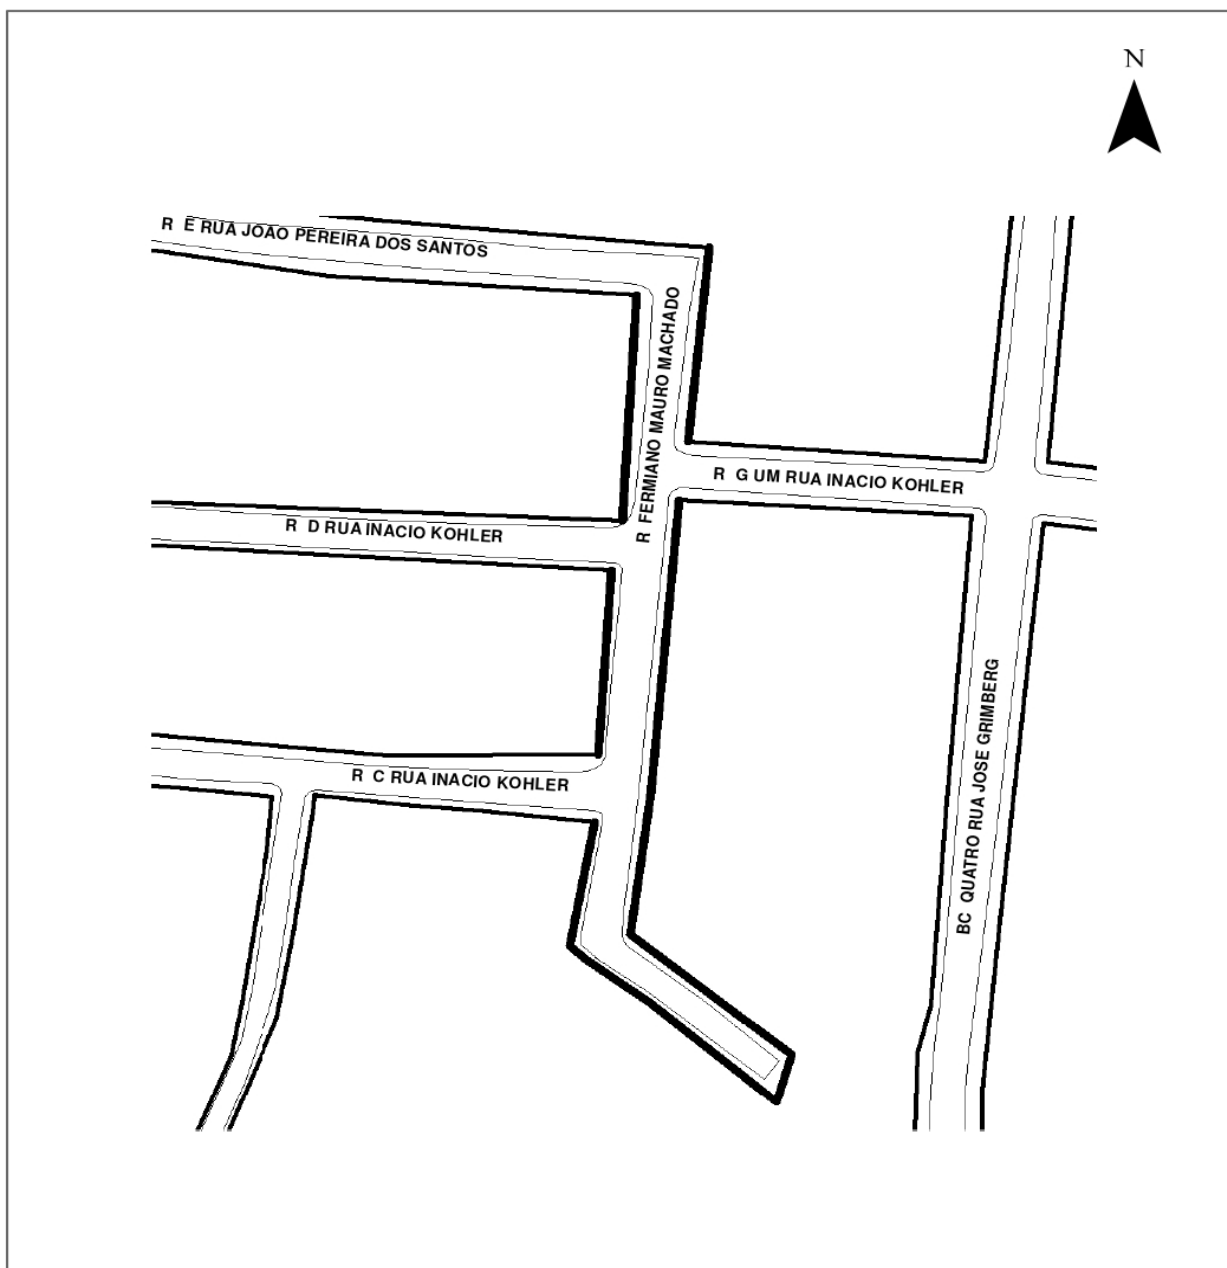 N
R E RUA JOAO PEREIRA DOS SANTOS
R FERMIANO MAURO MACHADO
R G UM RUA INACIO KOHLER
R D RUA INACIO KOHLER
BC QUATRO RUA JOSE GRIMBERG
R C RUA INACIO KOHLER